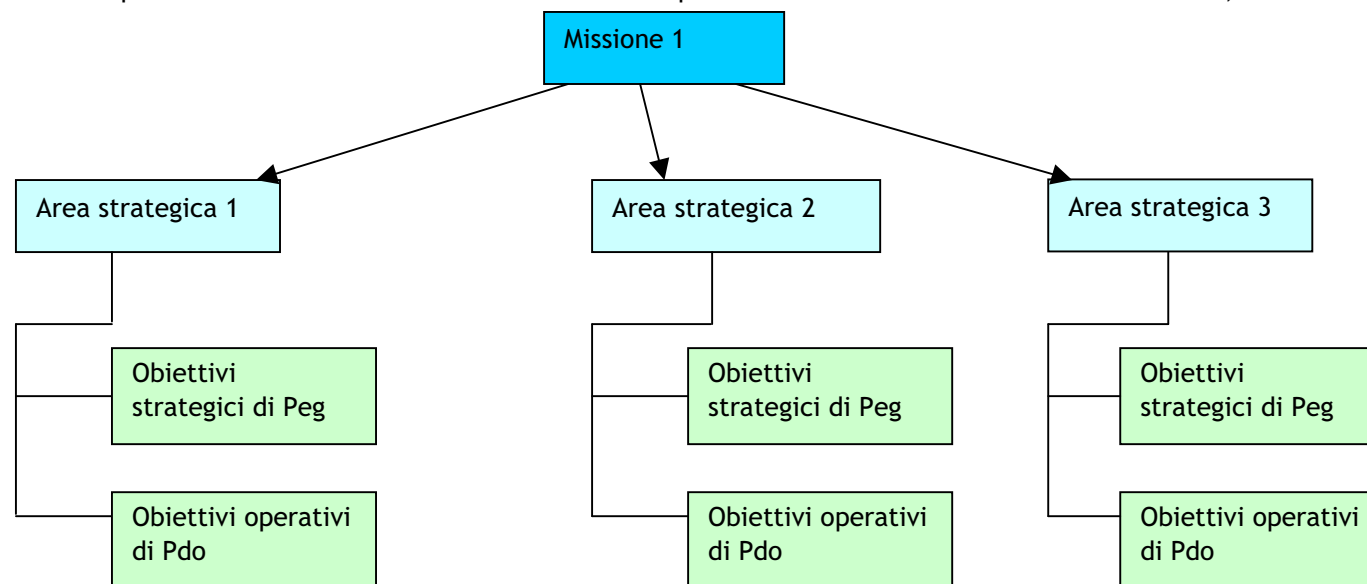 Missione 1
Area strategica 1
Area strategica 2
Area strategica 3
Obiettivi
strategici di Peg
Obiettivi
strategici di Peg
Obiettivi
strategici di Peg
Obiettivi operativi
di Pdo
Obiettivi operativi
di Pdo
Obiettivi operativi
di Pdo